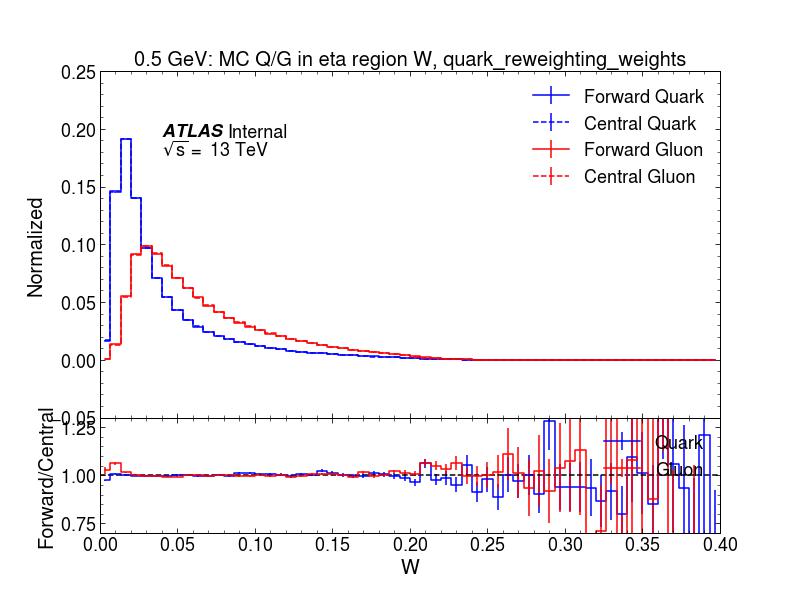 0.5 GeV: MC Q/G in eta region W, quark_reweighting_weights
0.25
Forward Quark
Central Quark
Forward Gluon
Central Gluon
ATLAS Internal
√s = 13 TeV
0.20
0.15
0.10
0.05
0.00
0.05
Normalized
1.25
1.00
0.75
Forward/Central
Quark
Gluon
0.00 0.05 0.10 0.15 0.20 0.25 0.30 0.35 0.40
W